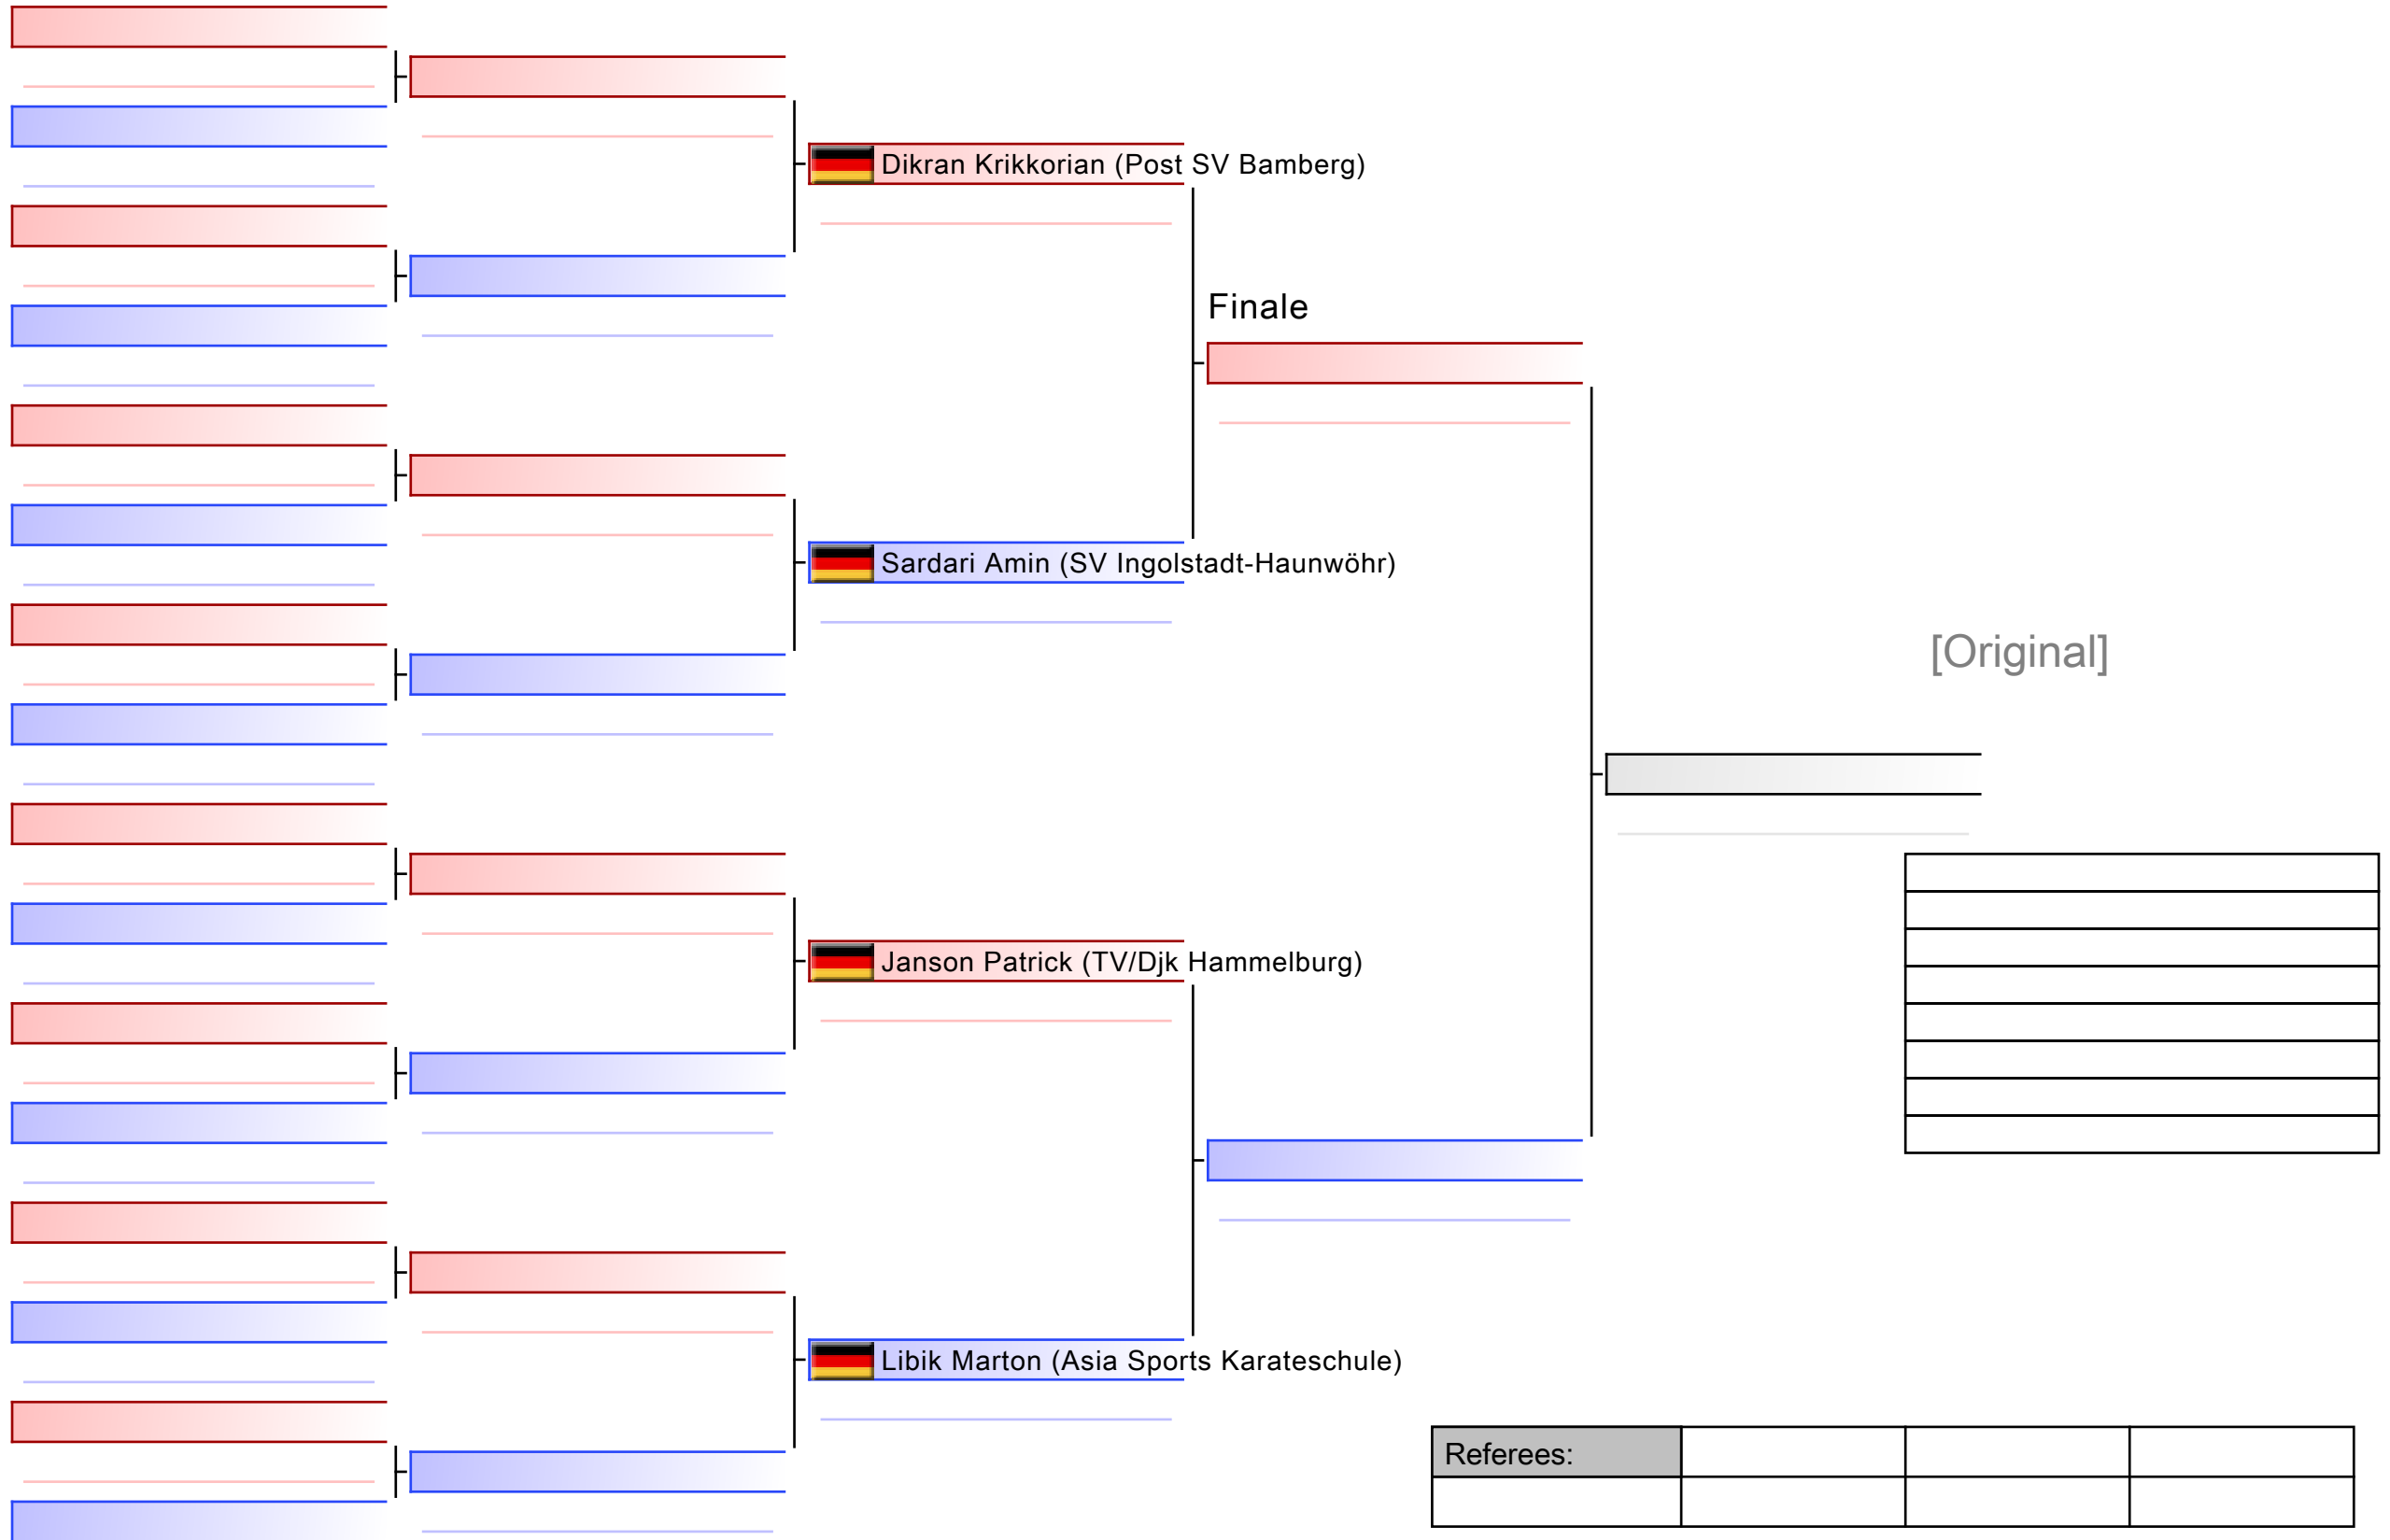 Dikran Krikkorian (Post SV Bamberg)
Finale
Sardari Amin (SV Ingolstadt-Haunwöhr)
[Original]
Janson Patrick (TV/Djk Hammelburg)
Libik Marton (Asia Sports Karateschule)
Referees: